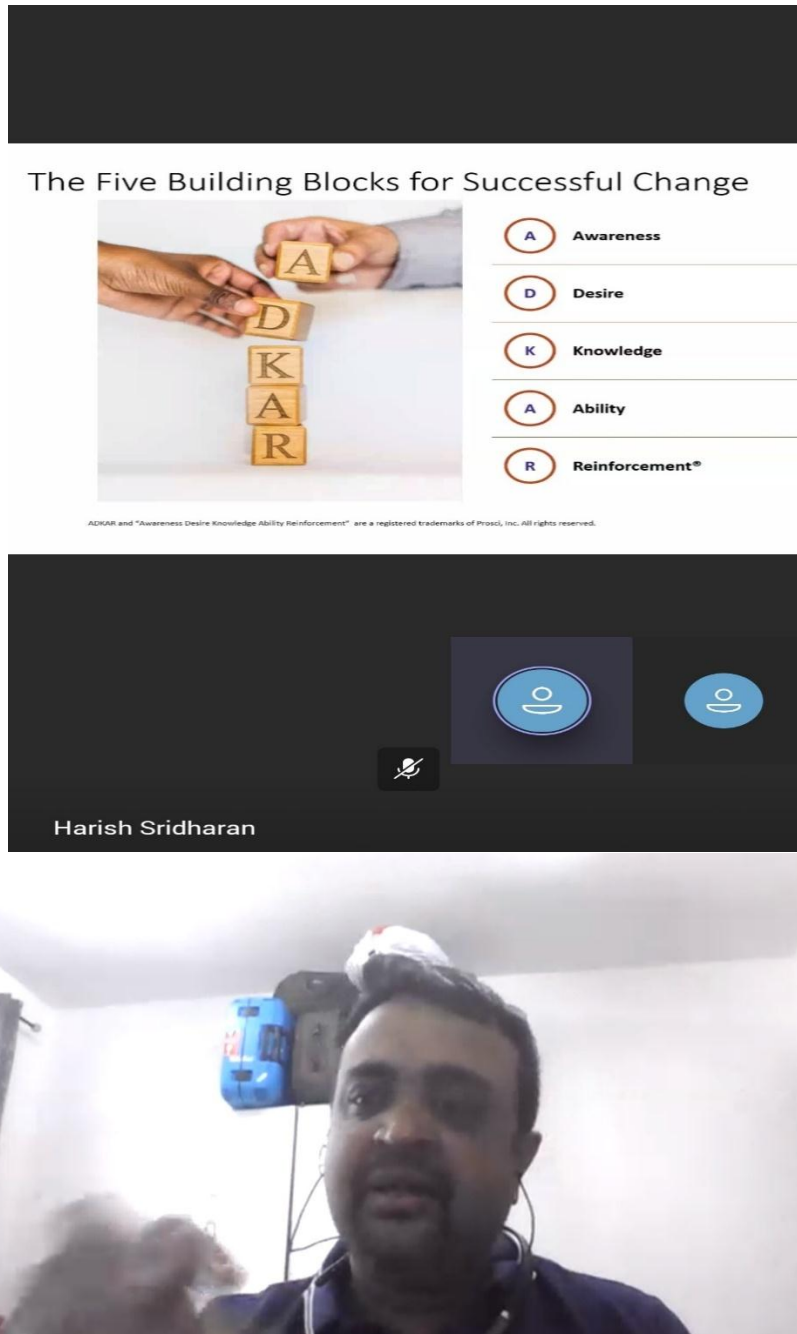 The Five Building Blocks for Successful Change
A
D
K
A
R
A Awareness
D Desire
K Knowledge
A Ability
R Reinforcement®
ADKAR and "Awareness Desire Knowledge Ability Reinforcement" are a registered trademarks of Prosci, Inc. All rights reserved.
Harish Sridharan